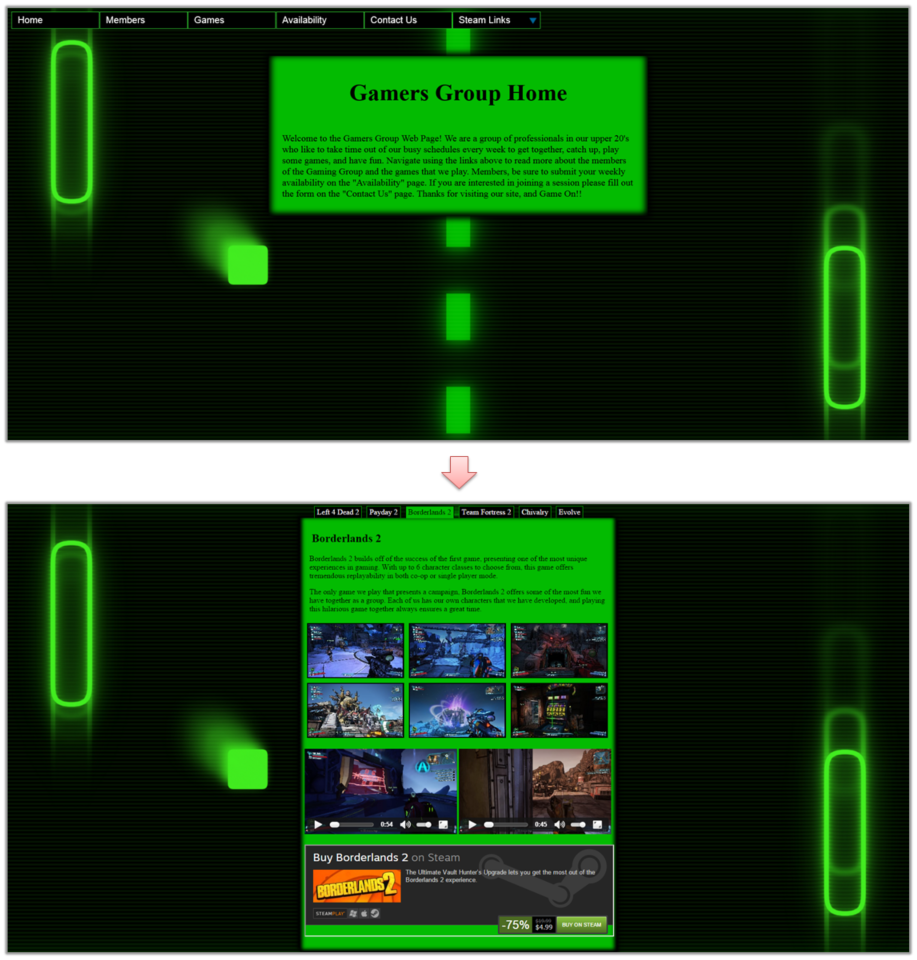 Home Members Games Availability Contact Us Steam Links
Gamers Group Home
Welcome to the Gamers Group Web Page! We are a group of professionals in our upper 20's
who like to take time out of our busy schedules every week to get together, catch up, play
some games, and have fun. Navigate using the links above to read more about the members
of the Gaming Group and the games that we play. Members, be sure to submit your weekly
availability on the "Availability" page. If you are interested in joining a session please fill out
the form on the "Contact Us" page. Thanks for visiting our site, and Game On!!
Left 4 Dead 2 Payday 2 Borderlands 2 Team Fortress 2 Chivalry Evolve
Borderlands 2
Borderlands 2 builds off of the success of the first game, presenting one of the most unique
experiences in gaming. With up to 6 character classes to choose from, this game offers
tremendous replayability in both co-op or single player mode.
The only game we play that presents a campaign, Borderlands 2 offers some of the most fun we
have together as a group. Each of us has our own characters that we have developed, and playing
this hilarious game together always ensures a great time.
0:54 0:45
Buy Borderlands 2 on Steam
The Ultimate Vault Hunter's Upgrade lets you get the most out of the
Borderlands 2 experience.
BORDERLANDS 2
STEAMPLAY
-75% $19.99 $4.99 BUY ON STEAM